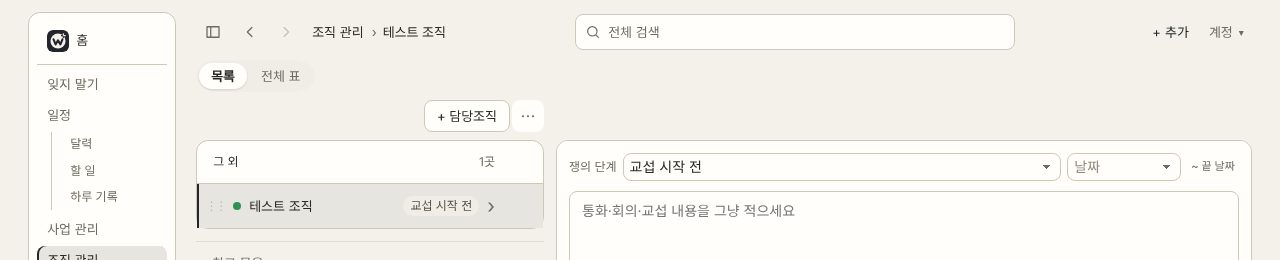 홈
잊지 말기
일정
달력
할 일
하루 기록
사업 관리
조직 관리
조직 관리 › 테스트 조직
전체 검색
+ 추가
계정 ▾
목록
전체 표
+ 담당조직
···
그 외
1곳
테스트 조직
교섭 시작 전
쟁의 단계
교섭 시작 전
날짜
~ 끝 날짜
통화·회의·교섭 내용을 그냥 적으세요